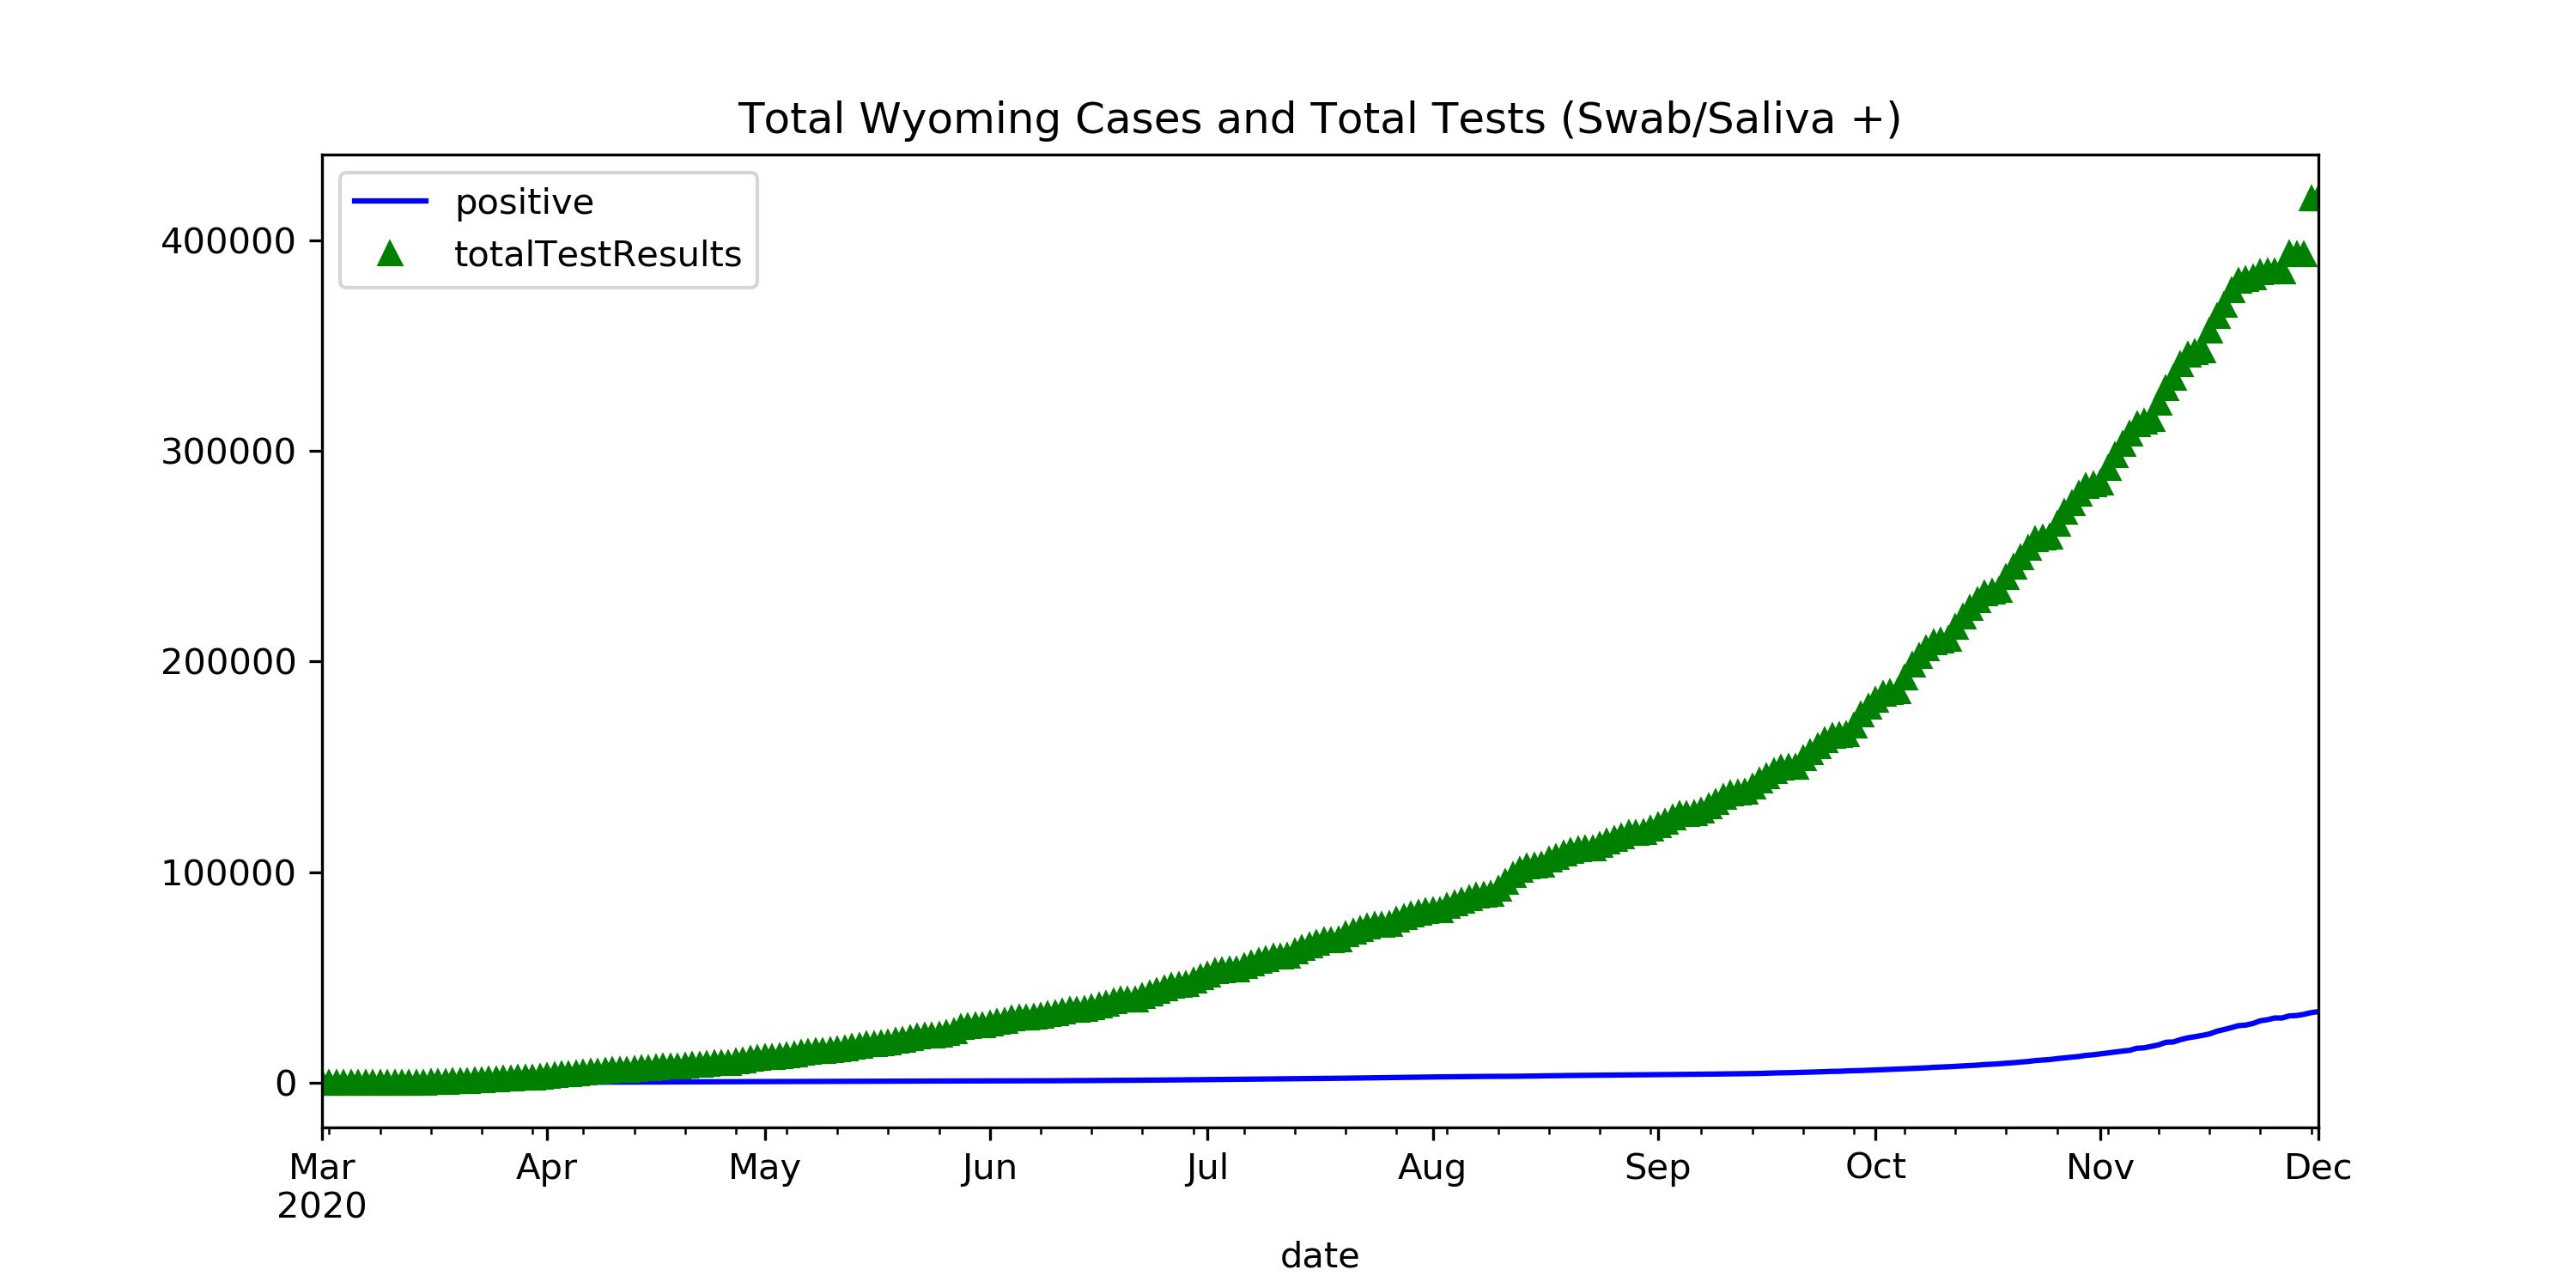 Total Wyoming Cases and Total Tests (Swab/Saliva +)
positive
totalTestResults
400000
300000
200000
100000
0
Mar Apr May Jun Jul Aug Sep Oct Nov Dec
2020
date